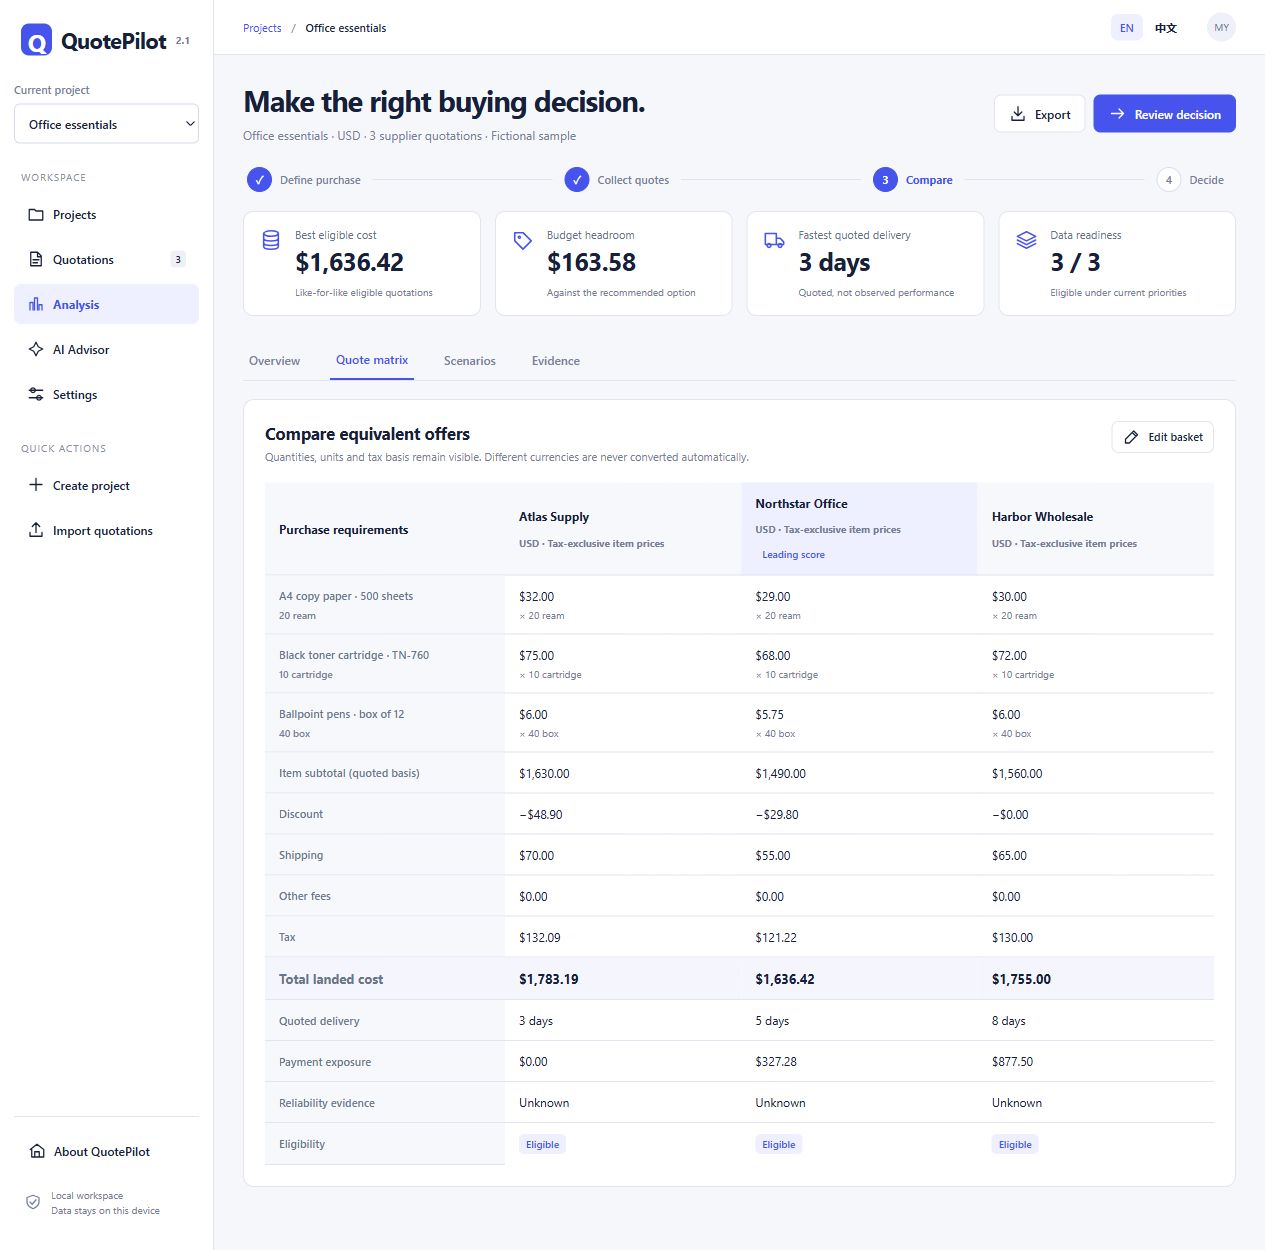 QuotePilot 2.1
Current project
Office essentials
WORKSPACE
Projects
Quotations 3
Analysis
AI Advisor
Settings
QUICK ACTIONS
Create project
Import quotations
About QuotePilot
Local workspace
Data stays on this device
Projects / Office essentials
EN 中文 MY
Make the right buying decision.
Office essentials · USD · 3 supplier quotations · Fictional sample
Export
Review decision
✓ Define purchase
✓ Collect quotes
3 Compare
4 Decide
Best eligible cost
$1,636.42
Like-for-like eligible quotations
Budget headroom
$163.58
Against the recommended option
Fastest quoted delivery
3 days
Quoted, not observed performance
Data readiness
3 / 3
Eligible under current priorities
Overview Quote matrix Scenarios Evidence
Compare equivalent offers
Quantities, units and tax basis remain visible. Different currencies are never converted automatically.
Edit basket
Purchase requirements
Atlas Supply
USD · Tax-exclusive item prices
Northstar Office
USD · Tax-exclusive item prices
Leading score
Harbor Wholesale
USD · Tax-exclusive item prices
A4 copy paper · 500 sheets $32.00 $29.00 $30.00
20 ream × 20 ream × 20 ream × 20 ream
Black toner cartridge · TN-760 $75.00 $68.00 $72.00
10 cartridge × 10 cartridge × 10 cartridge × 10 cartridge
Ballpoint pens · box of 12 $6.00 $5.75 $6.00
40 box × 40 box × 40 box × 40 box
Item subtotal (quoted basis) $1,630.00 $1,490.00 $1,560.00
Discount −$48.90 −$29.80 −$0.00
Shipping $70.00 $55.00 $65.00
Other fees $0.00 $0.00 $0.00
Tax $132.09 $121.22 $130.00
Total landed cost $1,783.19 $1,636.42 $1,755.00
Quoted delivery 3 days 5 days 8 days
Payment exposure $0.00 $327.28 $877.50
Reliability evidence Unknown Unknown Unknown
Eligibility Eligible Eligible Eligible